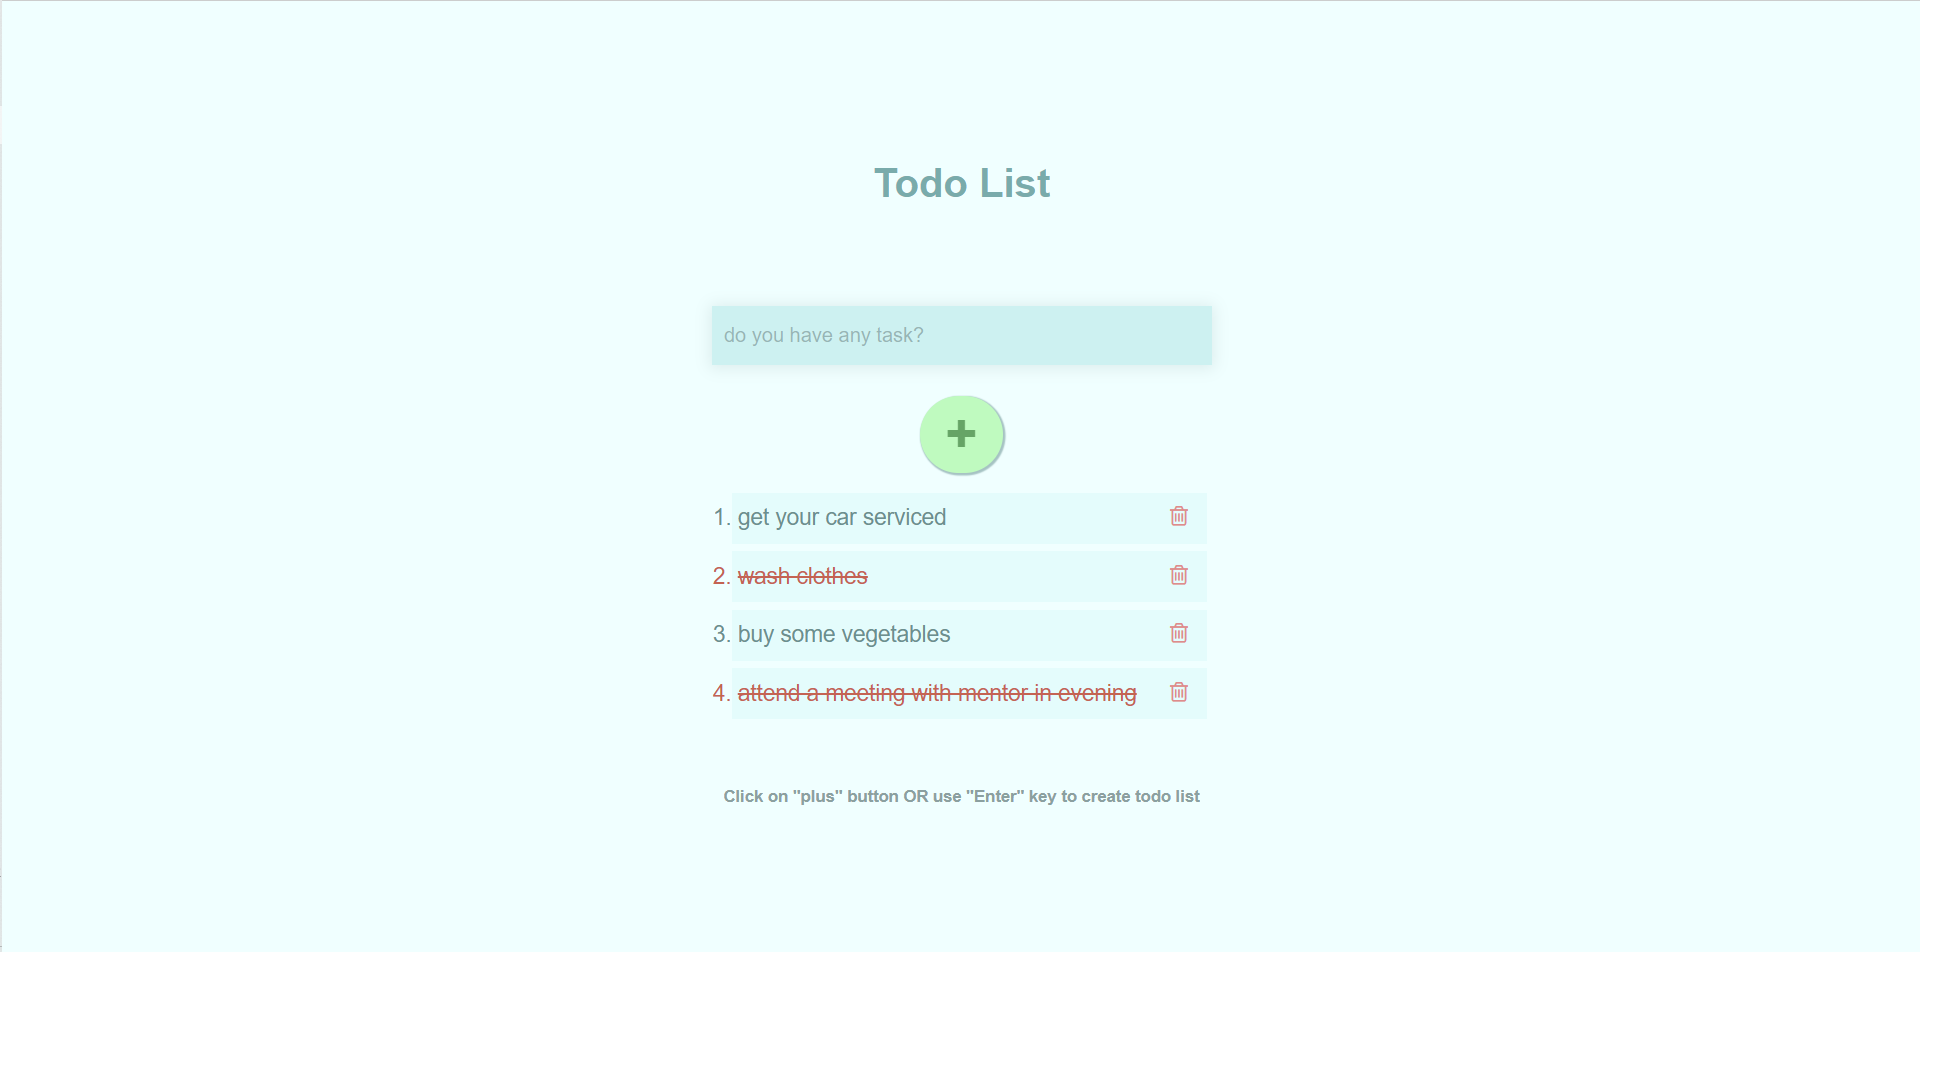 Todo List
do you have any task?
1. get your car serviced
2. wash clothes
3. buy some vegetables
4. attend a meeting with mentor in evening
Click on "plus" button OR use "Enter" key to create todo list